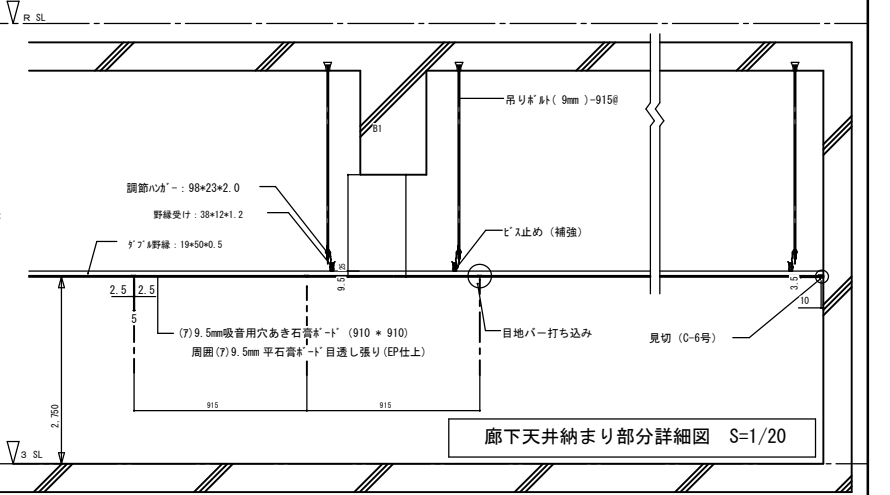 R SL
B1
吊りﾎﾞﾙﾄ( 9mm )-915@
調節ﾊﾝｶﾞｰ : 98*23*2.0
野縁受け : 38*12*1.2
ﾀﾞﾌﾞﾙ野縁 : 19*50*0.5
ﾋﾞｽ止め (補強)
25
9.5
3.5
10
2.5 2.5
5
(ｱ)9.5mm吸音用穴あき石膏ﾎﾞｰﾄﾞ (910 * 910)
周囲(ｱ)9.5mm 平石膏ﾎﾞｰﾄﾞ目透し張り(EP仕上)
目地バー打ち込み
見切 (C-6号)
915
915
2.750
廊下天井納まり部分詳細図 S=1/20
3 SL